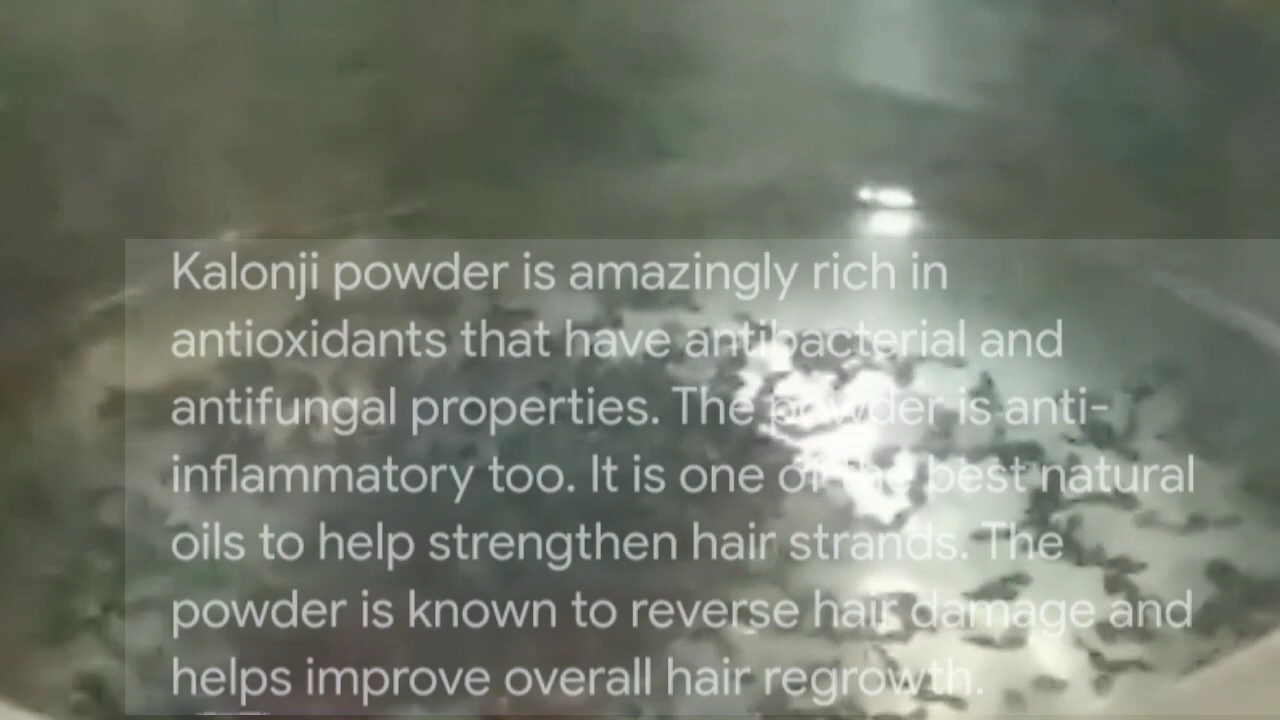 Kalonji powder is amazingly rich in
antioxidants that have antibacterial and
antifungal properties. The powder is anti-
inflammatory too. It is one of the best natural
oils to help strengthen hair strands. The
powder is known to reverse hair damage and
helps improve overall hair regrowth.